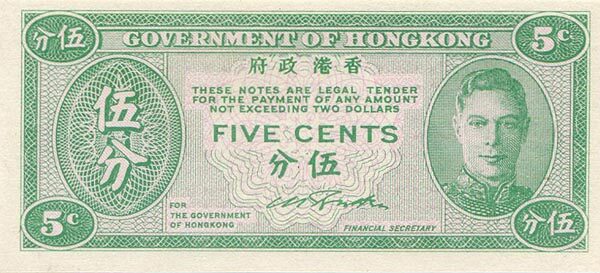 分伍
GOVERNMENT OF HONGKONG
5¢
府政港香
THESE NOTES ARE LEGAL TENDER
FOR THE PAYMENT OF ANY AMOUNT
NOT EXCEEDING TWO DOLLARS
伍分
FIVE CENTS
分伍
5¢
FOR
THE GOVERNMENT
OF HONGKONG
FINANCIAL SECRETARY
分伍